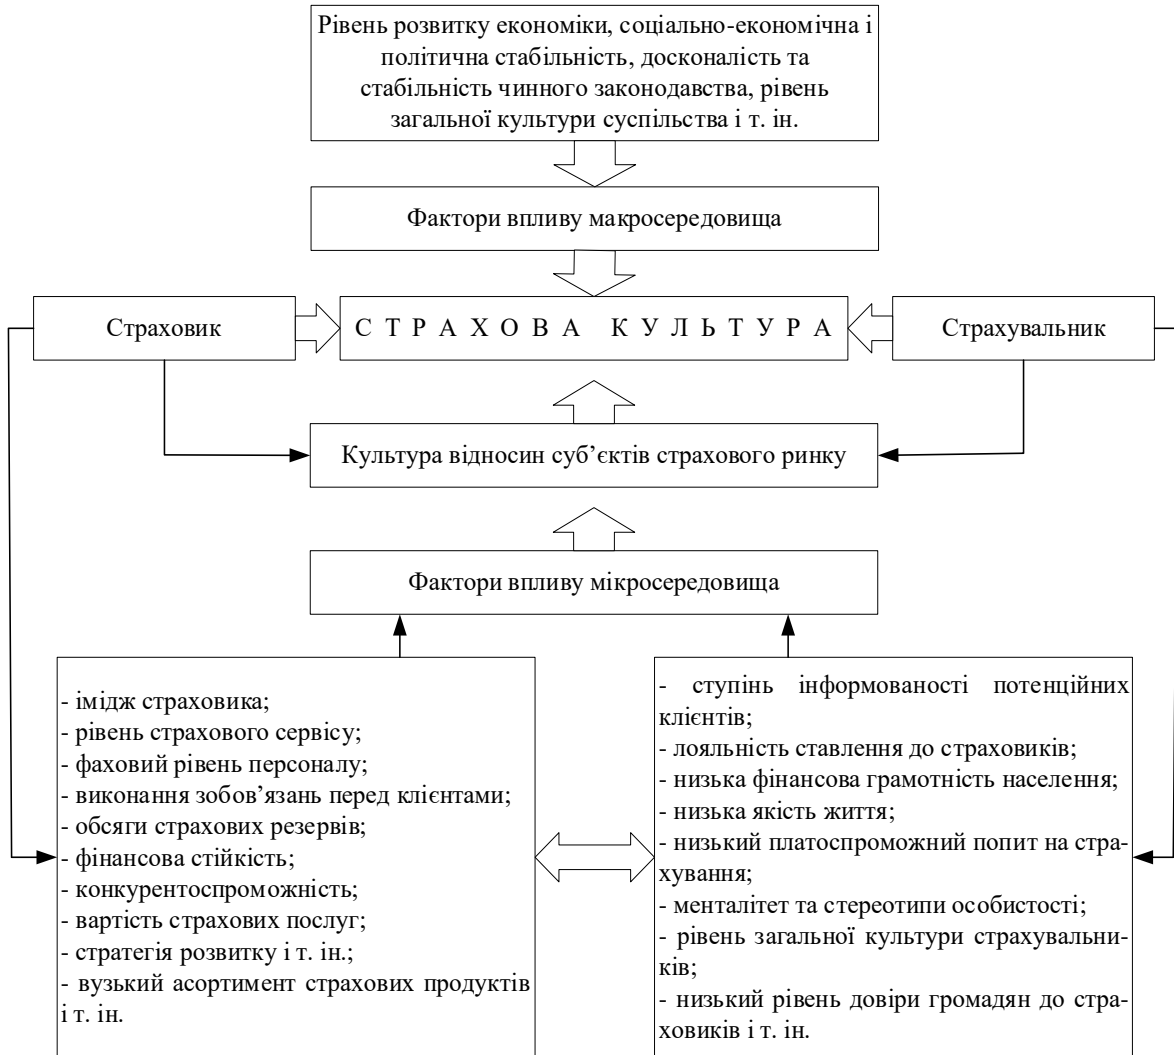 Рівень розвитку економіки, соціально-економічна і
політична стабільність, досконалість та
стабільність чинного законодавства, рівень
загальної культури суспільства і т. ін.
Фактори впливу макросередовища
Страховик
С Т Р А Х О В А К У Л Ь Т У Р А
Страхувальник
Культура відносин суб’єктів страхового ринку
Фактори впливу мікросередовища
- імідж страховика;
- рівень страхового сервісу;
- фаховий рівень персоналу;
- виконання зобов’язань перед клієнтами;
- обсяги страхових резервів;
- фінансова стійкість;
- конкурентоспроможність;
- вартість страхових послуг;
- стратегія розвитку і т. ін.;
- вузький асортимент страхових продуктів
і т. ін.
- ступінь інформованості потенційних
клієнтів;
- лояльність ставлення до страховиків;
- низька фінансова грамотність населення;
- низька якість життя;
- низький платоспроможний попит на стра-
хування;
- менталітет та стереотипи особистості;
- рівень загальної культури страхувальни-
ків;
- низький рівень довіри громадян до стра-
ховиків і т. ін.